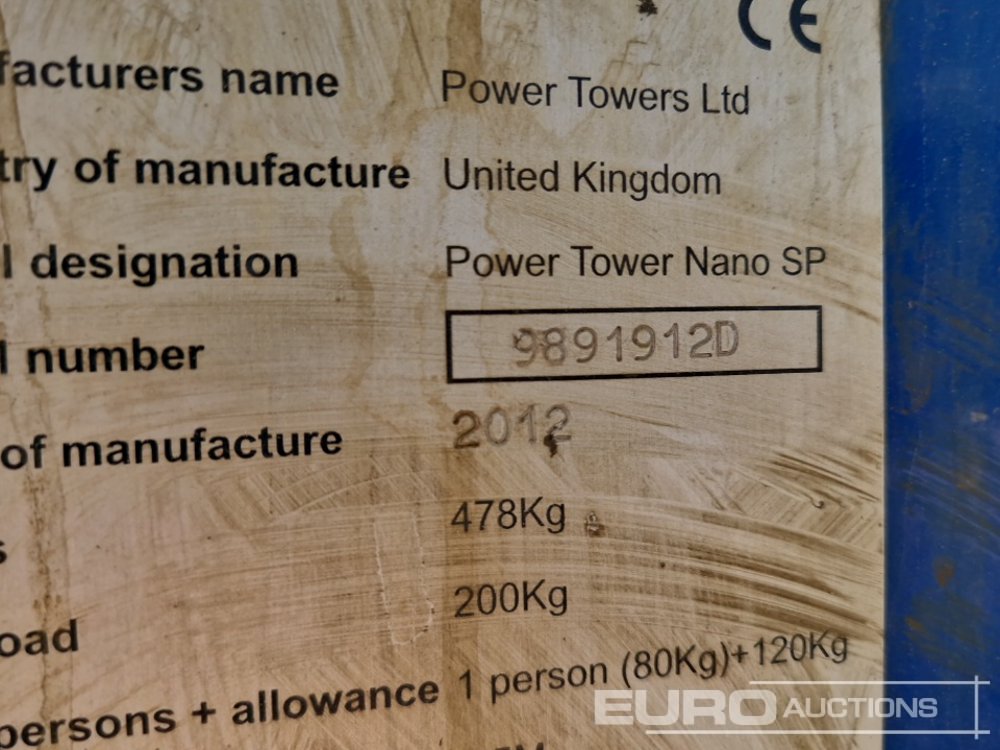 CE
facturers name Power Towers Ltd
try of manufacture United Kingdom
l designation Power Tower Nano SP
l number 9891912D
of manufacture 2012
s 478Kg
oad 200Kg
persons + allowance 1 person (80Kg)+120Kg
EURO AUCTIONS